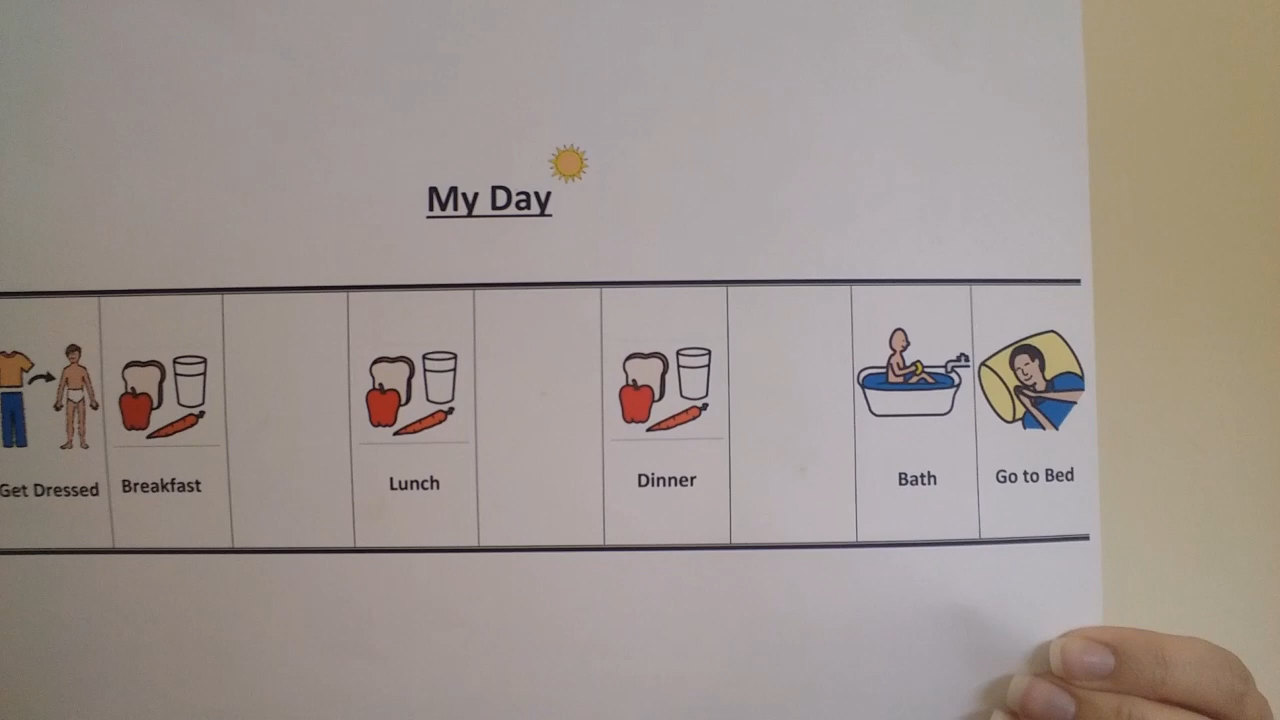 My Day
Get Dressed
Breakfast
Lunch
Dinner
Bath
Go to Bed